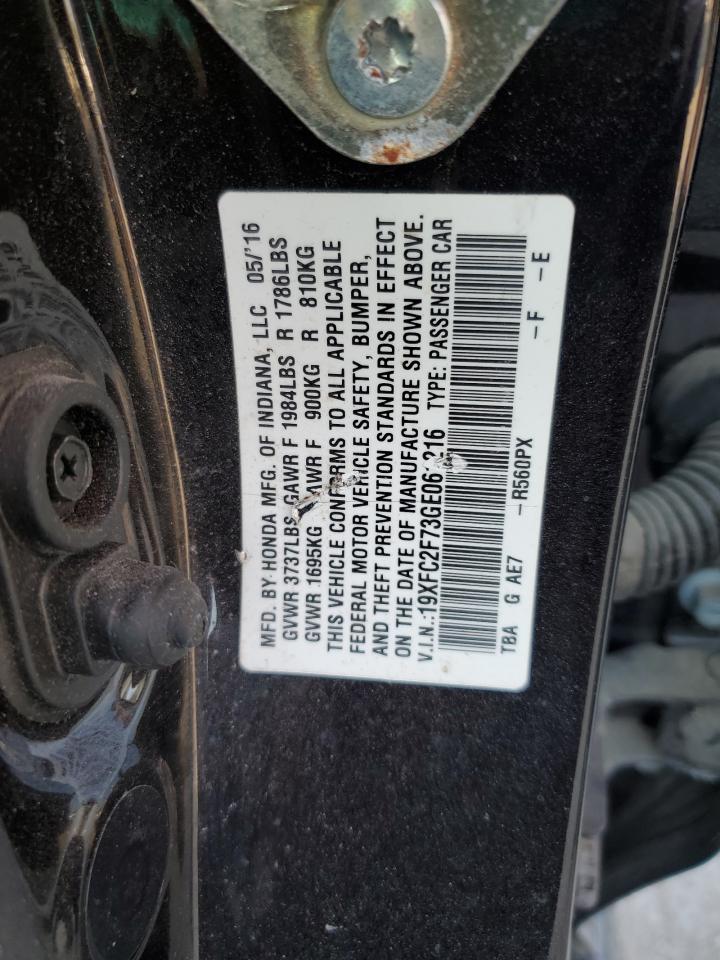 MFD. BY HONDA MFG. OF INDIANA, LLC 05/'16
GVWR 3737LBS GAWR F 1984LBS R 1786LBS
GVWR 1695KG GAWR F 900KG R 810KG
THIS VEHICLE CONFORMS TO ALL APPLICABLE
FEDERAL MOTOR VEHICLE SAFETY, BUMPER,
AND THEFT PREVENTION STANDARDS IN EFFECT
ON THE DATE OF MANUFACTURE SHOWN ABOVE.
V.I.N.: TYPE: PASSENGER CAR
TBA G AE7 -R560PX -F -E